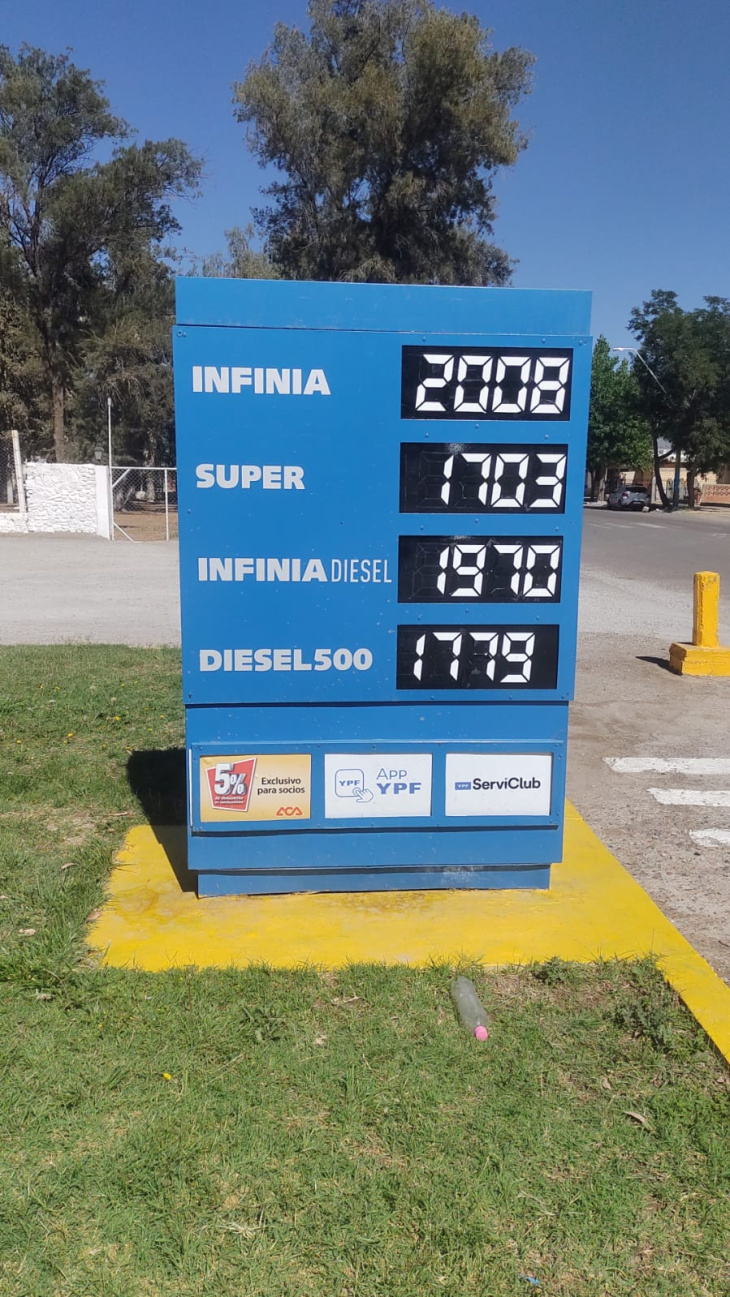 INFINIA 2008
SUPER 1703
INFINIA DIESEL 1970
DIESEL500 1779
5%
Exclusivo
para socios
ACA
YPF
App
YPF
YPF ServiClub